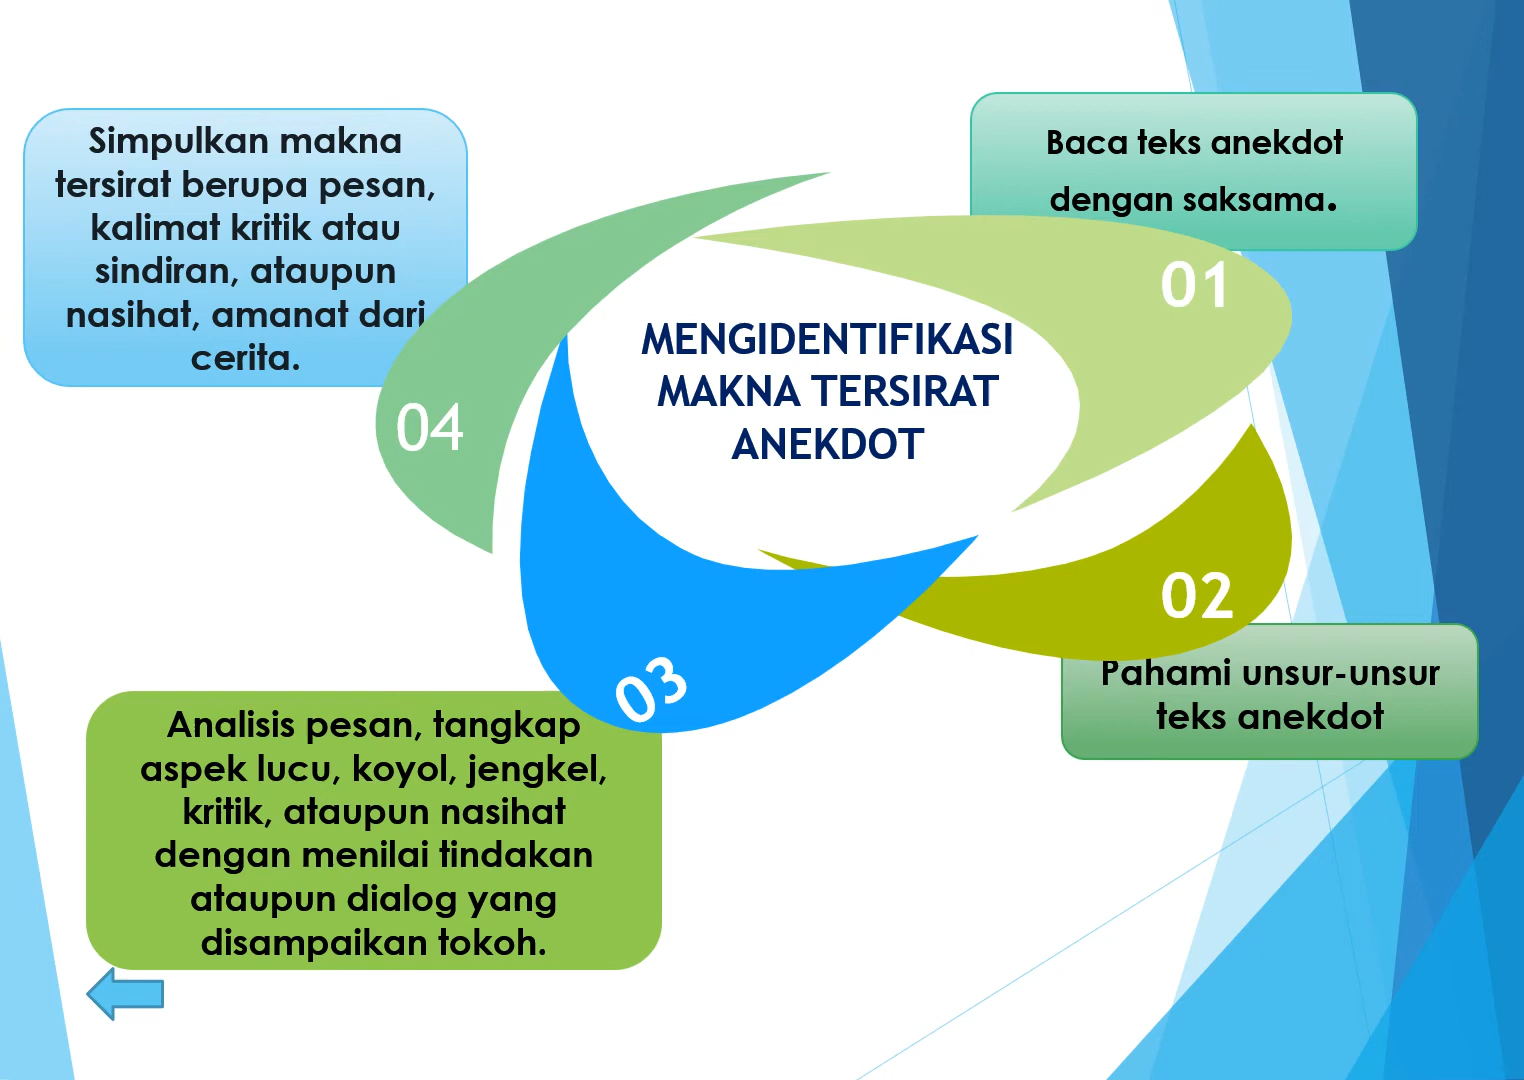 MENGIDENTIFIKASI
MAKNA TERSIRAT
ANEKDOT
01
Baca teks anekdot
dengan saksama.
02
Pahami unsur-unsur
teks anekdot
03
Analisis pesan, tangkap
aspek lucu, koyol, jengkel,
kritik, ataupun nasihat
dengan menilai tindakan
ataupun dialog yang
disampaikan tokoh.
04
Simpulkan makna
tersirat berupa pesan,
kalimat kritik atau
sindiran, ataupun
nasihat, amanat dari
cerita.